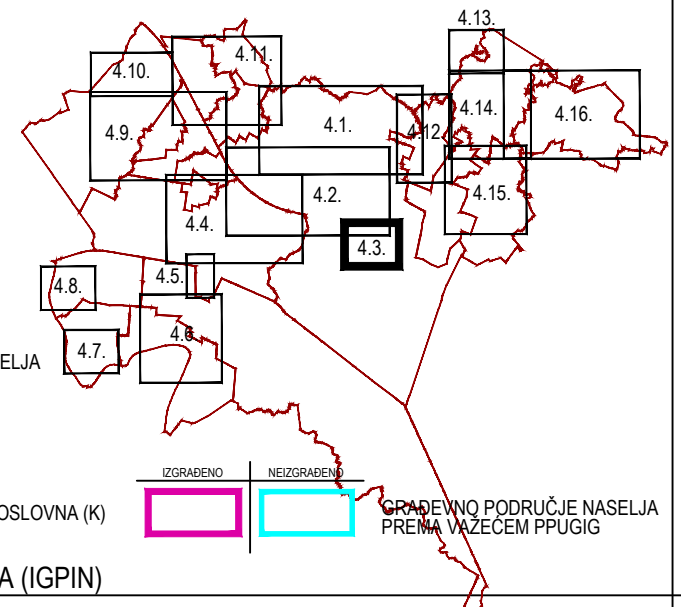 4.13.
4.11.
4.10.
4.1.
4.14.
4.16.
4.12.
4.9.
4.2.
4.15.
4.4.
4.3.
4.5.
4.8.
4.6.
4.7.
ELJA
IZGRAĐENO
NEIZGRAĐENO
OSLOVNA (K)
GRAĐEVNO PODRUČJE NASELJA
PREMA VAŽEĆEM PPUGIG
A (IGPIN)